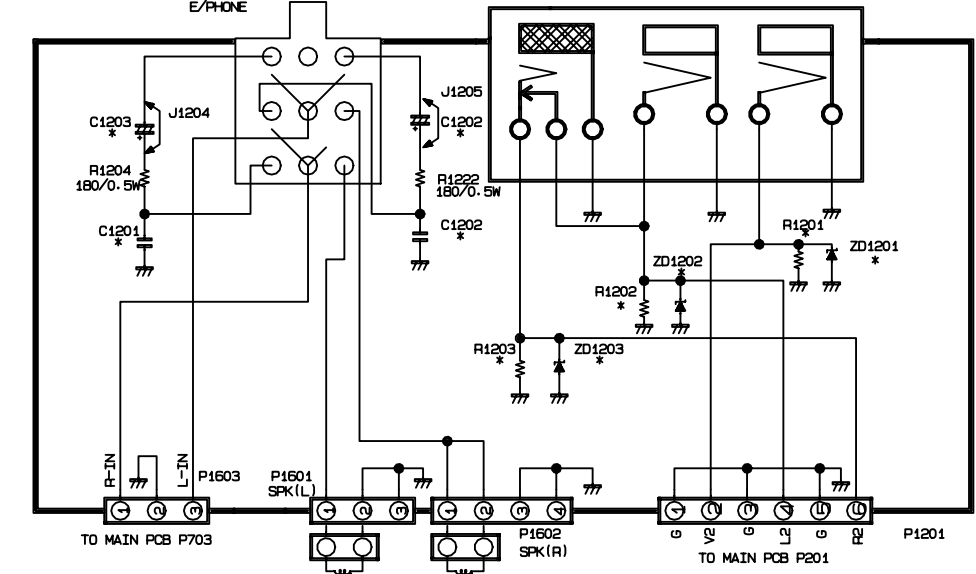 E/PHONE
J1204
C1203
*
R1204
180/0.5W
C1201
*
J1205
C1202
*
R1222
180/0.5W
C1202
*
R1201
*
ZD1201
*
ZD1202
*
R1202
*
R1203
*
ZD1203
*
R-IN
L-IN
P1603
P1601
SPK(L)
1 2 3
1 2 3
1 2 3 4
1 2 3 4 5 6
TO MAIN PCB P703
P1602
SPK(R)
G V2 G L2 G R2
P1201
TO MAIN PCB P201